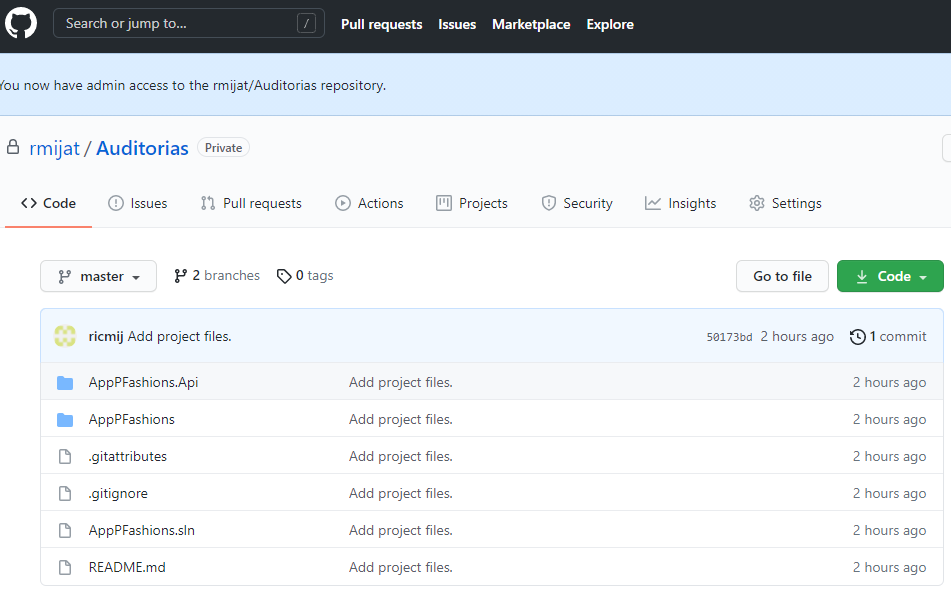 Search or jump to... / Pull requests Issues Marketplace Explore
You now have admin access to the rmijat/Auditorias repository.
rmijat / Auditorias Private
Code Issues Pull requests Actions Projects Security Insights Settings
master 2 branches 0 tags Go to file Code
ricmij Add project files. 50173bd 2 hours ago 1 commit
AppPFashions.Api Add project files. 2 hours ago
AppPFashions Add project files. 2 hours ago
.gitattributes Add project files. 2 hours ago
.gitignore Add project files. 2 hours ago
AppPFashions.sln Add project files. 2 hours ago
README.md Add project files. 2 hours ago